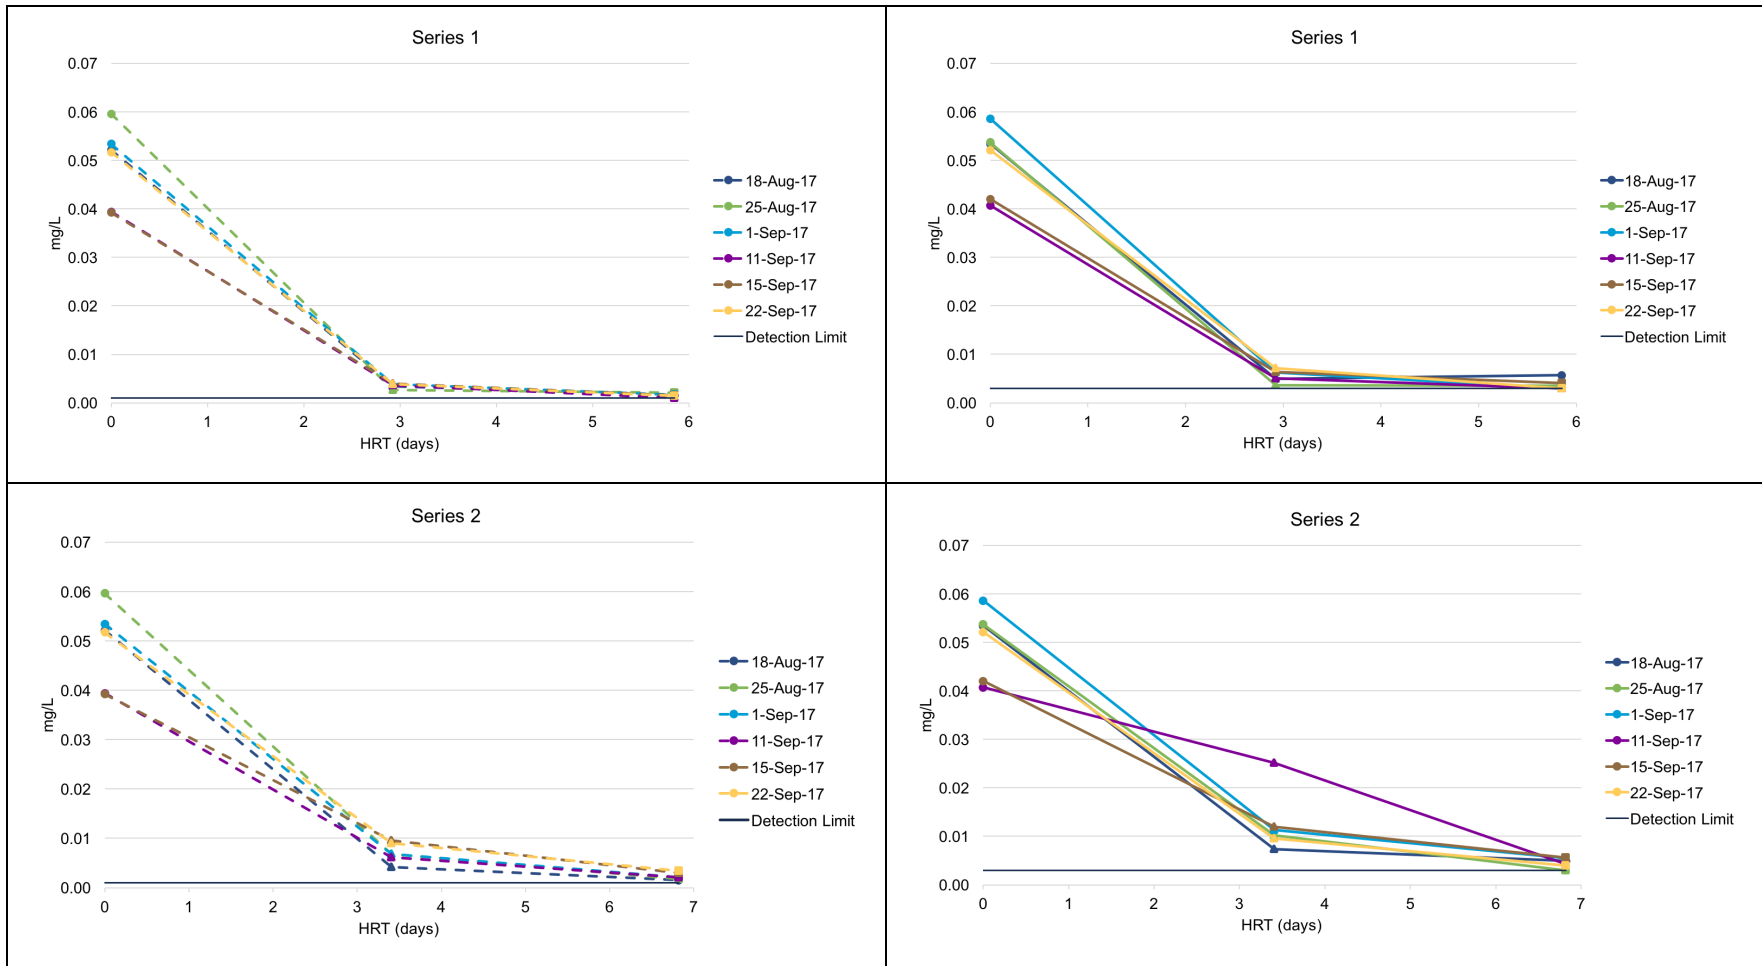 Series 1
mg/L
0.07
0.06
0.05
0.04
0.03
0.02
0.01
0.00
0 1 2 3 4 5 6
HRT (days)
18-Aug-17
25-Aug-17
1-Sep-17
11-Sep-17
15-Sep-17
22-Sep-17
Detection Limit
Series 1
mg/L
0.07
0.06
0.05
0.04
0.03
0.02
0.01
0.00
0 1 2 3 4 5 6
HRT (days)
18-Aug-17
25-Aug-17
1-Sep-17
11-Sep-17
15-Sep-17
22-Sep-17
Detection Limit
Series 2
mg/L
0.07
0.06
0.05
0.04
0.03
0.02
0.01
0.00
0 1 2 3 4 5 6 7
HRT (days)
18-Aug-17
25-Aug-17
1-Sep-17
11-Sep-17
15-Sep-17
22-Sep-17
Detection Limit
Series 2
mg/L
0.07
0.06
0.05
0.04
0.03
0.02
0.01
0.00
0 1 2 3 4 5 6 7
HRT (days)
18-Aug-17
25-Aug-17
1-Sep-17
11-Sep-17
15-Sep-17
22-Sep-17
Detection Limit